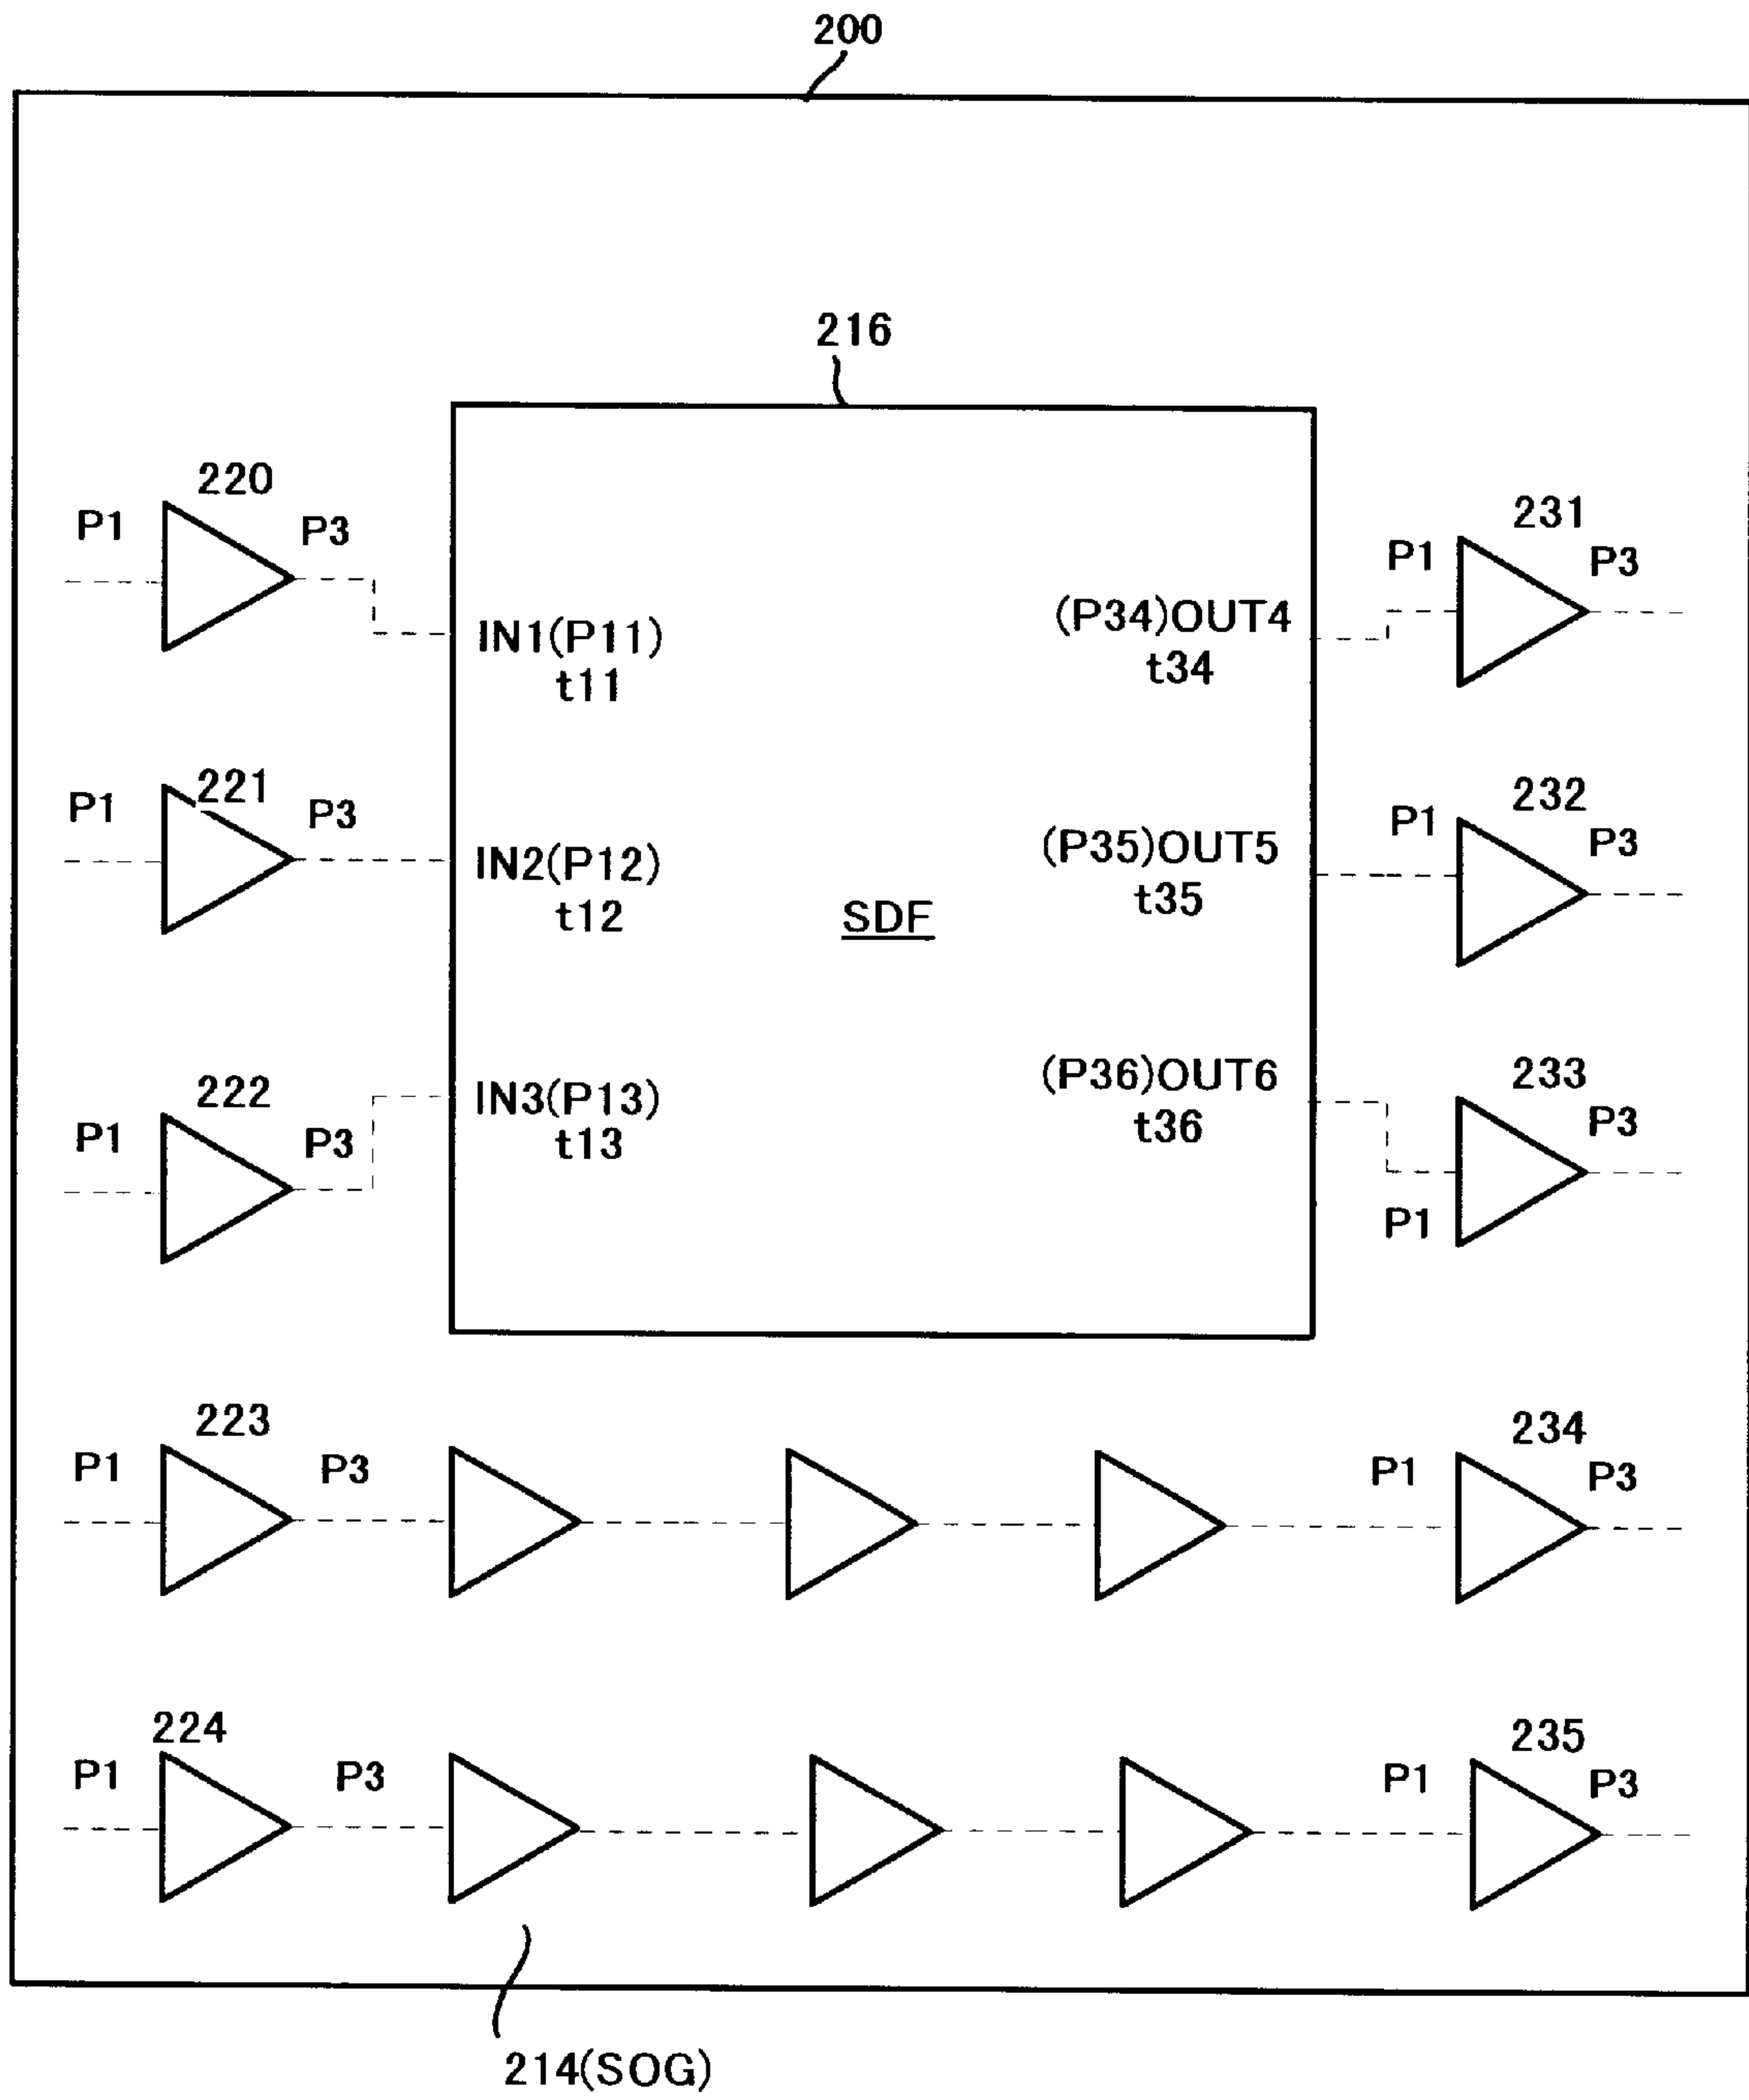 200
216
220
P1
P3
231
P1
P3
IN1(P11)
t11
(P34)OUT4
t34
221
P1
P3
232
P1
P3
IN2(P12)
t12
(P35)OUT5
t35
SDF
222
P1
P3
IN3(P13)
t13
(P36)OUT6
t36
233
P3
P1
223
P1
P3
234
P1
P3
224
P1
P3
235
P1
P3
214(SOG)